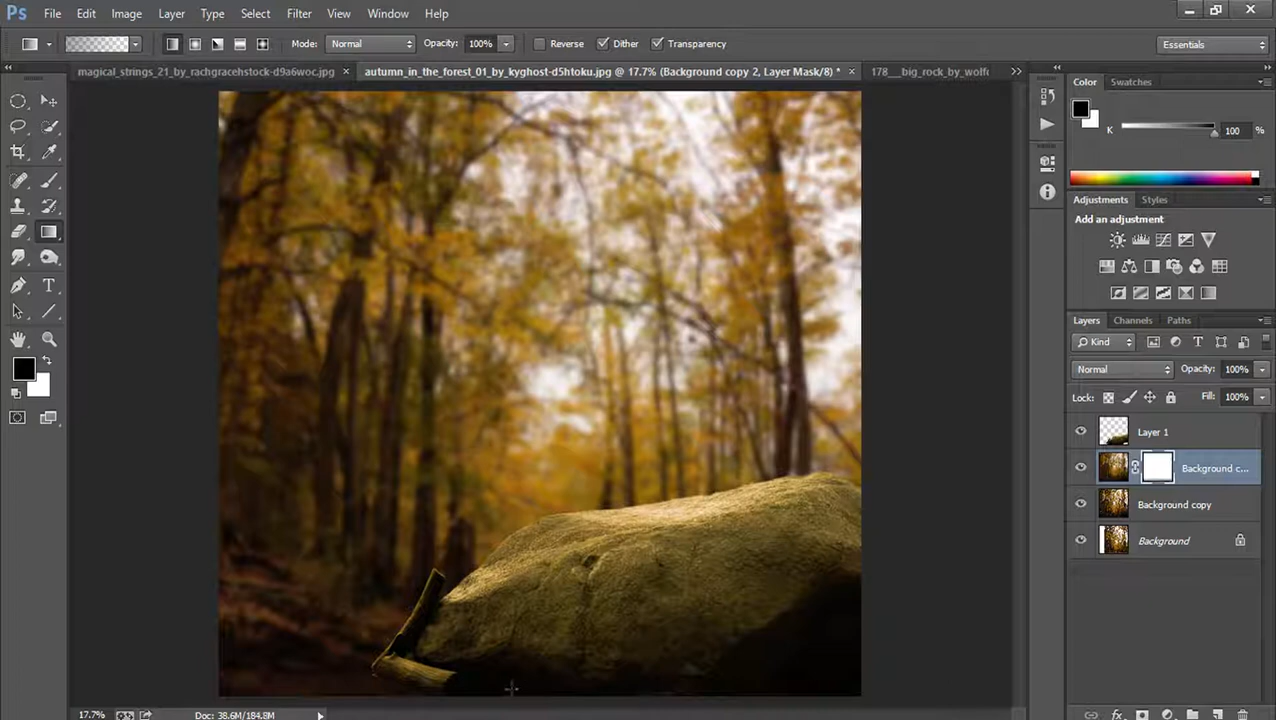 Ps File Edit Image Layer Type Select Filter View Window Help
Mode: Normal Opacity: 100% Reverse Dither Transparency Essentials
magical_strings_21_by_rachgracehstock-d9a6woc.jpg × autumn_in_the_forest_01_by_kyghost-d5htoku.jpg @ 17.7% (Background copy 2, Layer Mask/8) * × 178__big_rock_by_wolfe
Color Swatches
K 100 %
Adjustments Styles
Add an adjustment
Layers Channels Paths
Kind
Normal Opacity: 100%
Lock: Fill: 100%
Layer 1
Background c...
Background copy
Background
17.7% Doc: 38.6M/184.8M